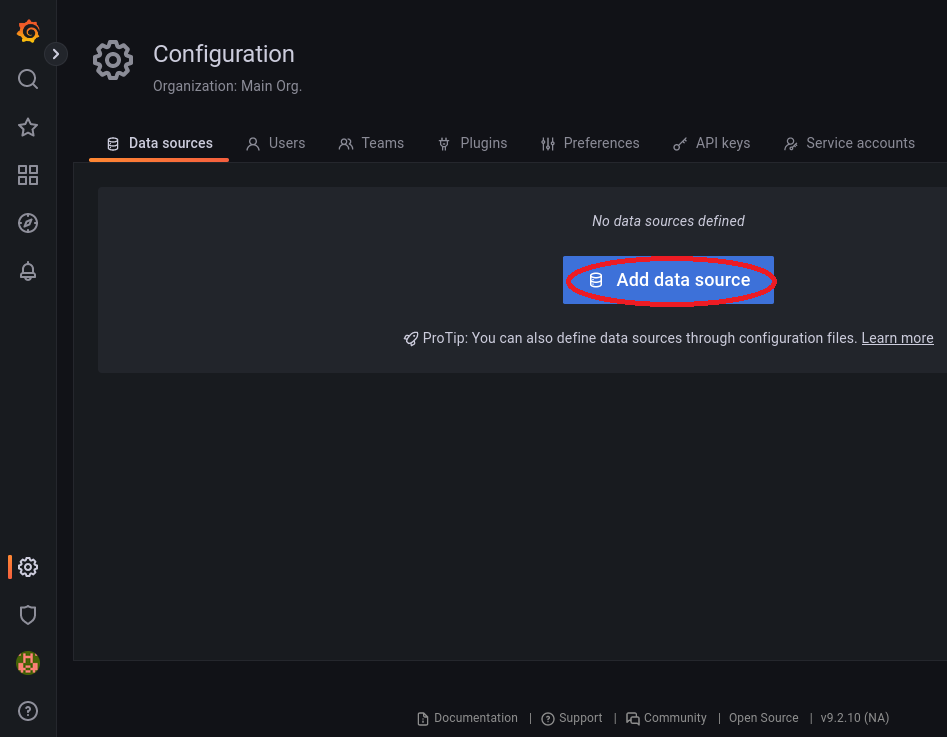 Configuration
Organization: Main Org.
Data sources Users Teams Plugins Preferences API keys Service accounts
No data sources defined
Add data source
ProTip: You can also define data sources through configuration files. Learn more
Documentation | Support | Community | Open Source | v9.2.10 (NA)